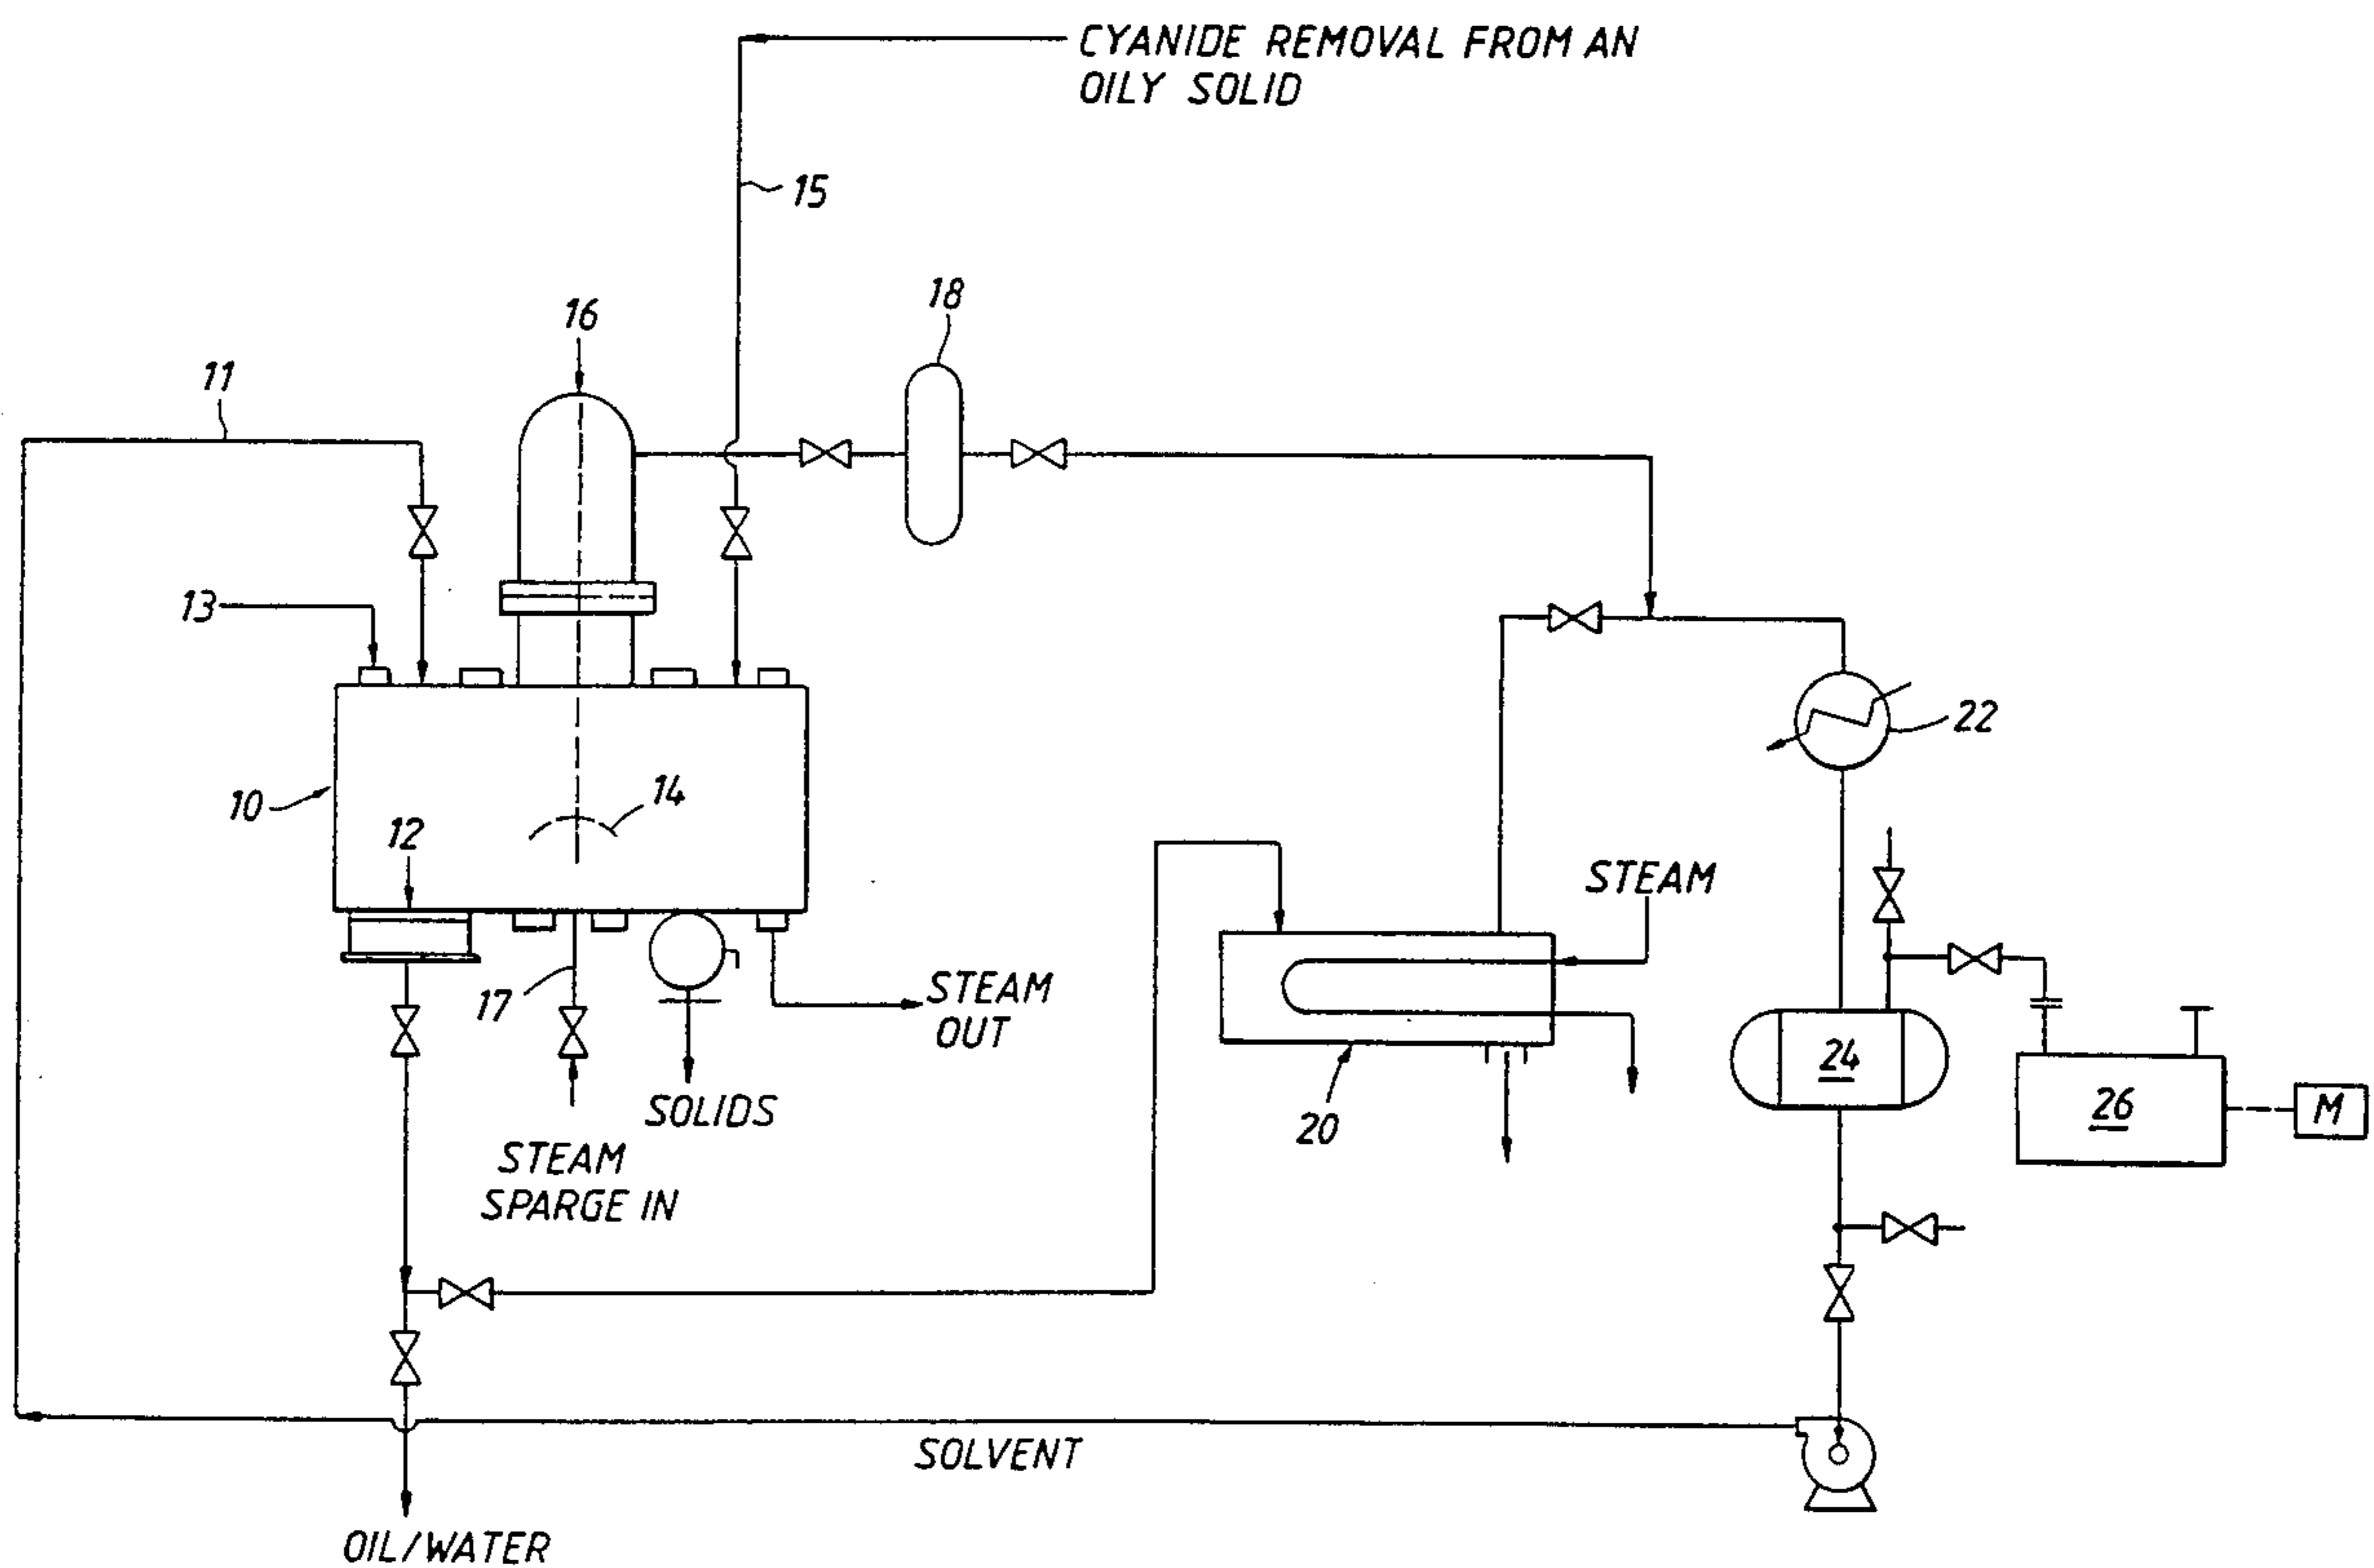 CYANIDE REMOVAL FROM AN
OILY SOLID
15
18
16
11
13
22
10
14
12
STEAM
17
STEAM
OUT
24
26
M
SOLIDS
20
STEAM
SPARGE IN
SOLVENT
OIL/WATER